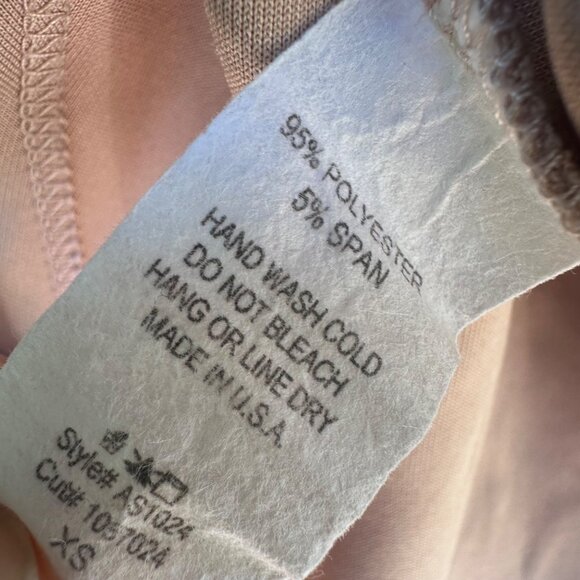 95% POLYESTER
5% SPAN
HAND WASH COLD
DO NOT BLEACH
HANG OR LINE DRY
MADE IN U.S.A.
Style# AS1024
Cut# 1057024
XS